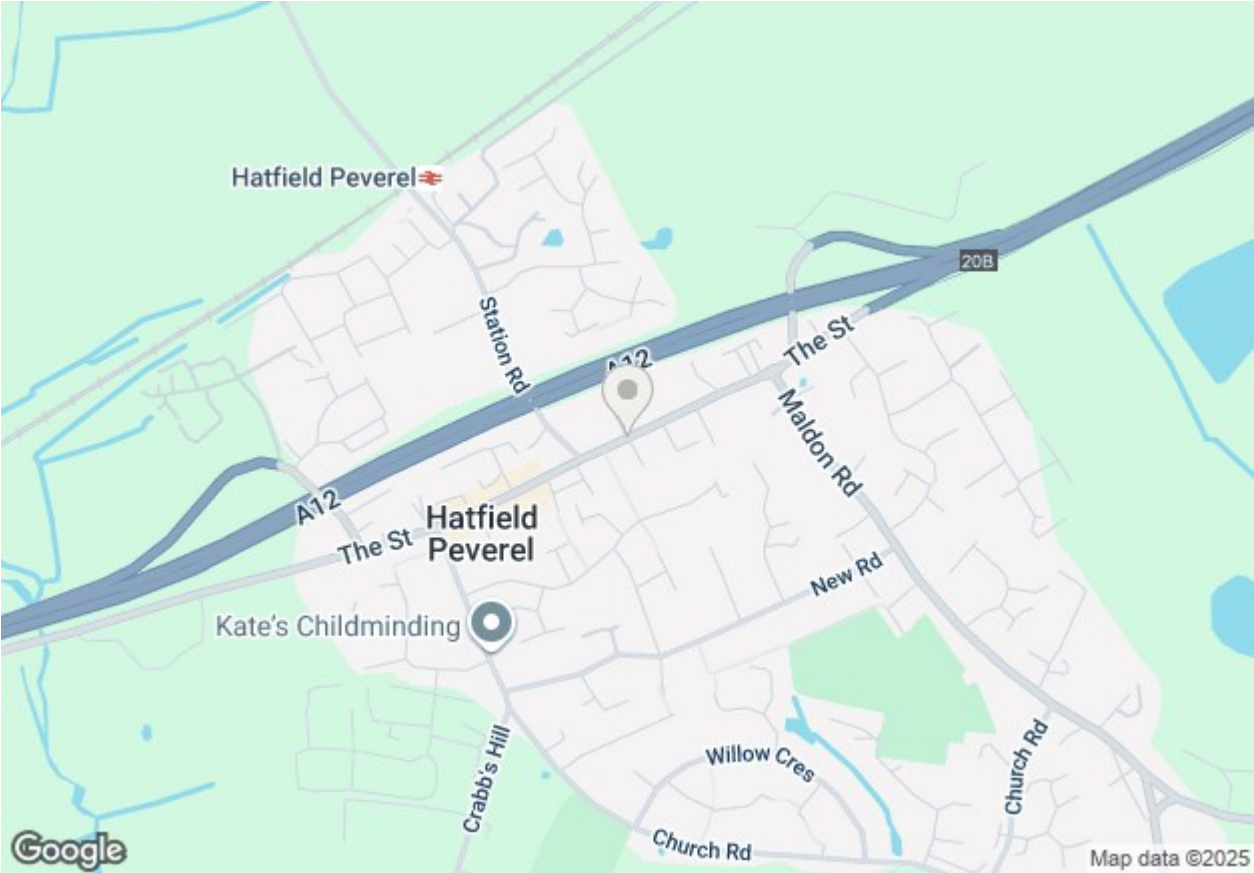 Hatfield Peverel
20B
Station Rd
The St
A12
Maldon Rd
A12
Hatfield
Peverel
The St
New Rd
Kate's Childminding
Crabb's Hill
Willow Cres
Church Rd
Church Rd
Google
Map data ©2025